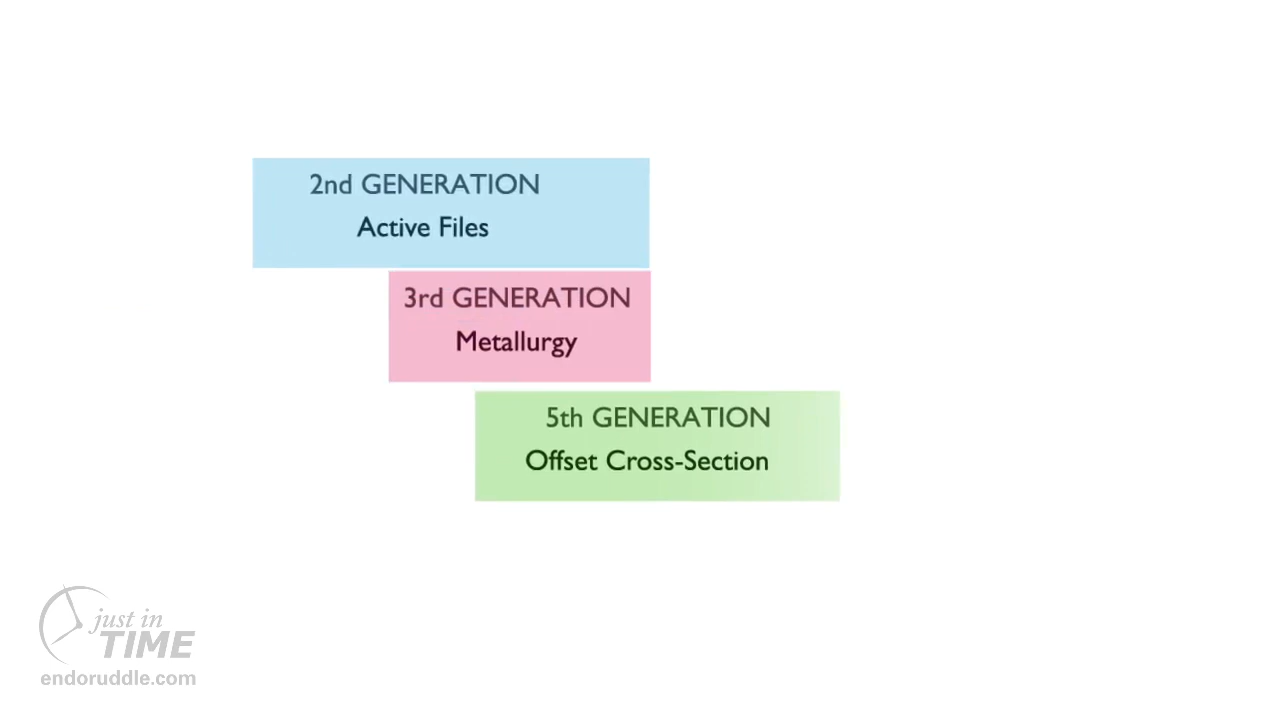 2nd GENERATION
Active Files
3rd GENERATION
Metallurgy
5th GENERATION
Offset Cross-Section
just in
TIME
endoruddle.com